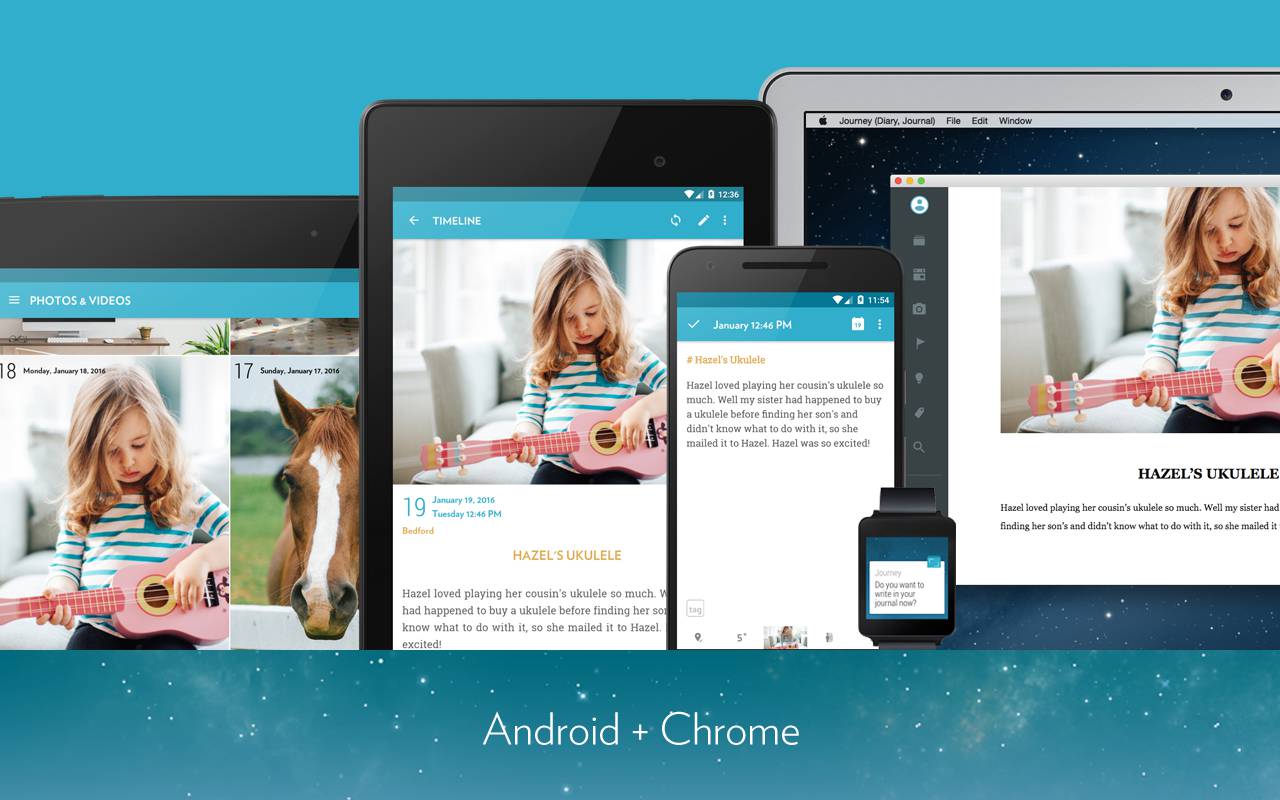 Journey (Diary, Journal) File Edit Window
12:36
TIMELINE
PHOTOS & VIDEOS
18 Monday, January 18, 2016
17 Sunday, January 17, 2016
19 January 19, 2016
Tuesday 12:46 PM
Bedford
HAZEL'S UKULELE
Hazel loved playing her cousin's ukulele so much.
had happened to buy a ukulele before finding her
know what to do with it, so she mailed it to Hazel.
excited!
11:54
January 12:46 PM
19
# Hazel's Ukulele
Hazel loved playing her cousin's ukulele so
much. Well my sister had happened to buy
a ukulele before finding her son's and
didn't know what to do with it, so she
mailed it to Hazel. Hazel was so excited!
tag
5°
HAZEL'S UKULELE
Hazel loved playing her cousin's ukulele so much. Well my sister had
finding her son's and didn't know what to do with it, so she mailed it
Journey
Do you want to
write in your
journal now?
Android + Chrome